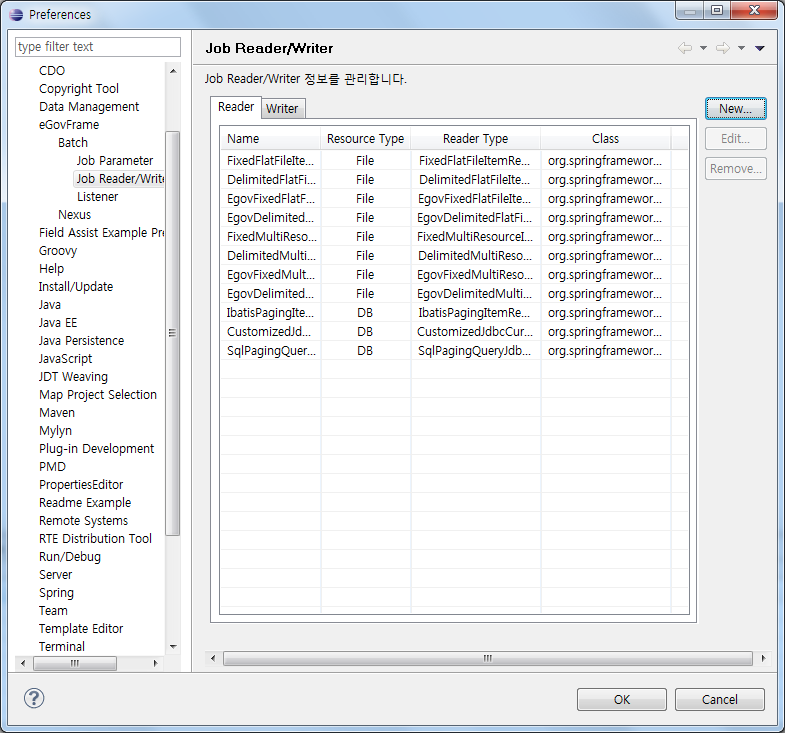 Preferences
type filter text
CDO
Copyright Tool
Data Management
eGovFrame
Batch
Job Parameter
Job Reader/Write
Listener
Nexus
Field Assist Example Pre
Groovy
Help
Install/Update
Java
Java EE
Java Persistence
JavaScript
JDT Weaving
Map Project Selection
Maven
Mylyn
Plug-in Development
PMD
PropertiesEditor
Readme Example
Remote Systems
RTE Distribution Tool
Run/Debug
Server
Spring
Team
Template Editor
Terminal
Job Reader/Writer
Job Reader/Writer 정보를 관리합니다.
Reader Writer
Name Resource Type Reader Type Class
FixedFlatFileIte... File FixedFlatFileItemRe... org.springframewor...
DelimitedFlatFi... File DelimitedFlatFileIte... org.springframewor...
EgovFixedFlatF... File EgovFixedFlatFileIte... org.springframewor...
EgovDelimited... File EgovDelimitedFlatFi... org.springframewor...
FixedMultiReso... File FixedMultiResourceI... org.springframewor...
DelimitedMulti... File DelimitedMultiReso... org.springframewor...
EgovFixedMult... File EgovFixedMultiReso... org.springframewor...
EgovDelimited... File EgovDelimitedMulti... org.springframewor...
IbatisPagingIte... DB IbatisPagingItemRe... org.springframewor...
CustomizedJd... DB CustomizedJdbcCur... org.springframewor...
SqlPagingQuer... DB SqlPagingQueryJdb... org.springframewor...
New...
Edit...
Remove...
OK Cancel